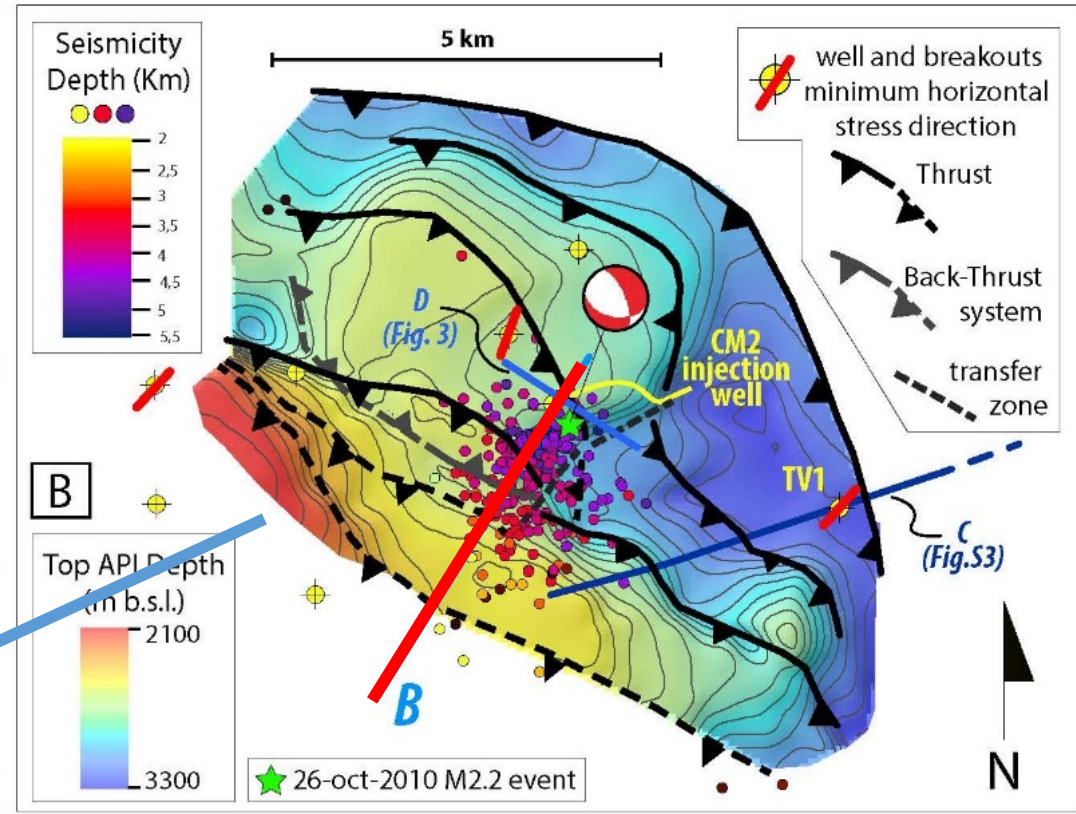 Seismicity
Depth (Km)
2
2,5
3
3,5
4
4,5
5
5,5
5 km
well and breakouts
minimum horizontal
stress direction
Thrust
Back-Thrust
system
transfer
zone
D
(Fig. 3)
CM2
injection
well
TV1
C
(Fig.S3)
B
Top API Depth
(m b.s.l.)
2100
3300
B
26-oct-2010 M2.2 event
N